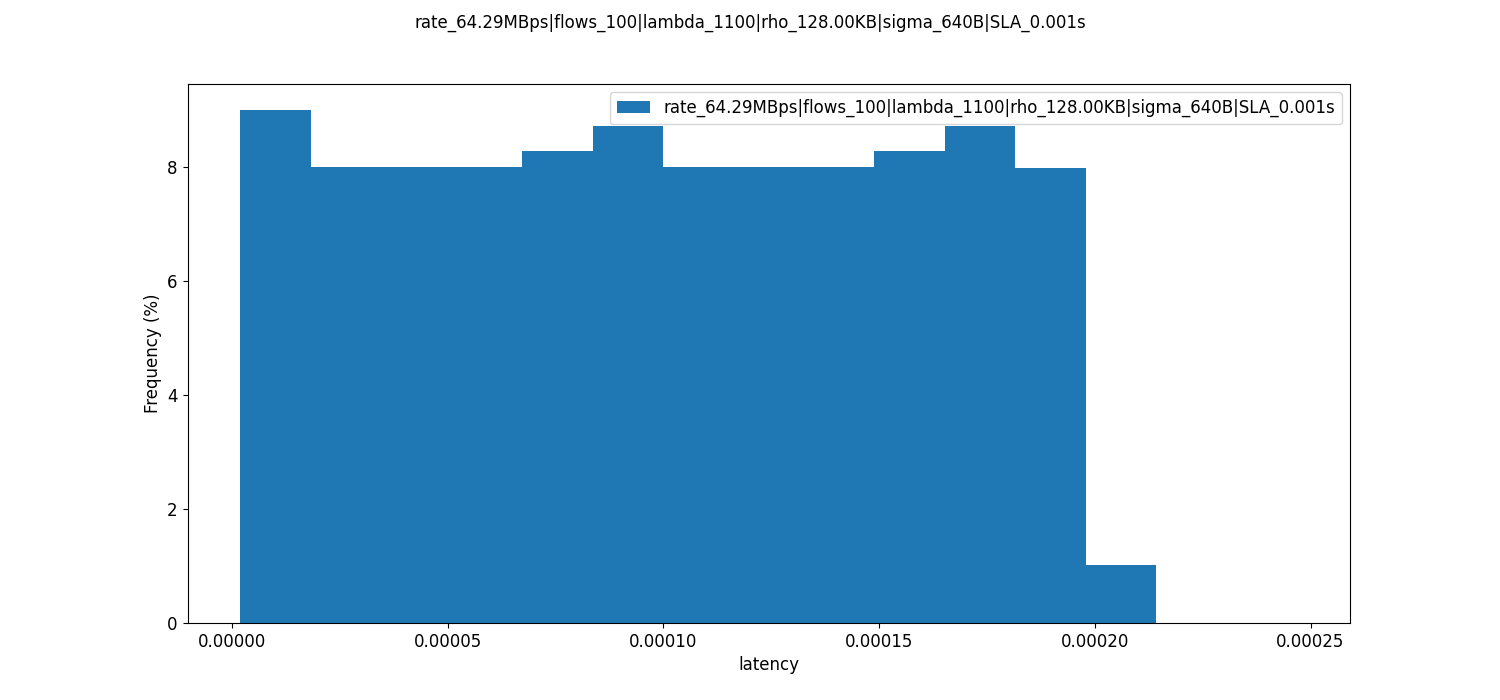 rate_64.29MBps|flows_100|lambda_1100|rho_128.00KB|sigma_640B|SLA_0.001s
rate_64.29MBps|flows_100|lambda_1100|rho_128.00KB|sigma_640B|SLA_0.001s
Frequency (%)
8
6
4
2
0
0.00000 0.00005 0.00010 0.00015 0.00020 0.00025
latency